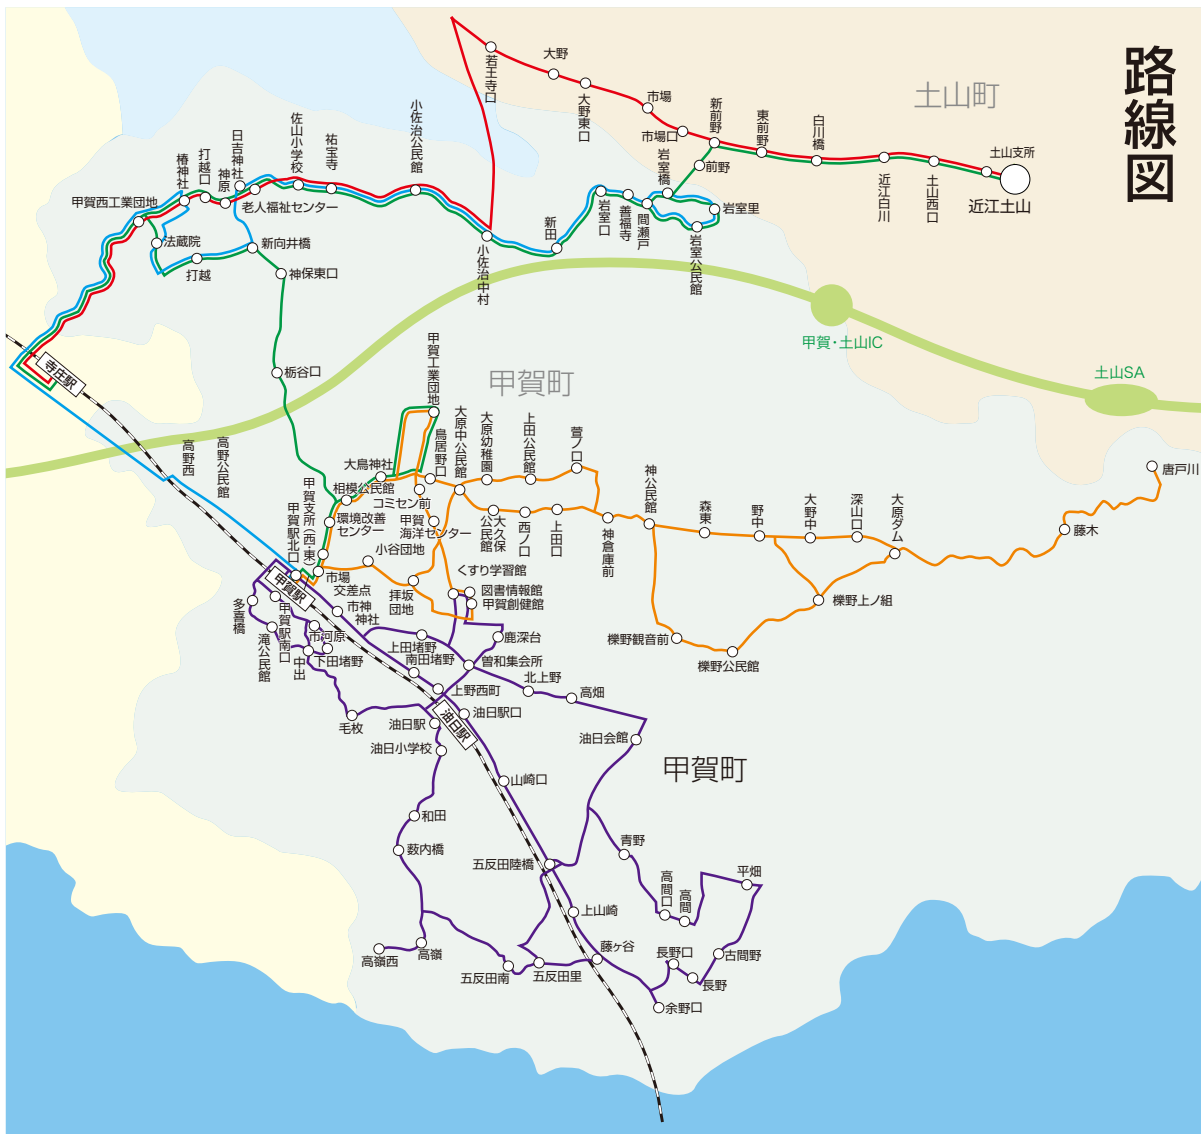 路線図
土山町
若王寺口
大野
大野東口
市場
市場口
新前野
東前野
白川橋
近江白川
土山西口
土山支所
近江土山
前野
岩室橋
岩室里
岩室公民館
間瀬戸
善福寺
岩室口
新田
小佐治中村
小佐治公民館
祐宝寺
佐山小学校
日吉神社
老人福祉センター
神原
打越口
椿神社
甲賀西工業団地
法蔵院
打越
新向井橋
神保東口
栃谷口
寺庄駅
高野西
高野公民館
甲賀・土山IC
土山SA
甲賀町
甲賀工業団地
鳥居野口
大原中公民館
大原幼稚園
上田公民館
萱ノ口
大鳥神社
相模公民館
コミセン前
甲賀
海洋センター
環境改善
センター
甲賀支所(西・東)
甲賀駅北口
大久保
公民館
西ノ口
上田口
神倉庫前
神公民館
森東
野中
大野中
深山口
大原ダム
唐戸川
藤木
櫟野上ノ組
櫟野観音前
櫟野公民館
小谷団地
市場
交差点
拝坂
団地
くすり学習館
図書情報館
甲賀創健館
甲賀駅
多喜橋
滝公民館
甲賀駅南口
中出
市河原
下田堵野
市神
神社
上田堵野
南田堵野
鹿深台
曽和集会所
北上野
高畑
上野西町
油日駅口
油日駅
油日駅
毛枚
油日小学校
油日会館
甲賀町
山崎口
和田
薮内橋
五反田陸橋
青野
高間口
高間
平畑
上山崎
藤ヶ谷
長野口
長野
古間野
余野口
高嶺西
高嶺
五反田南
五反田里